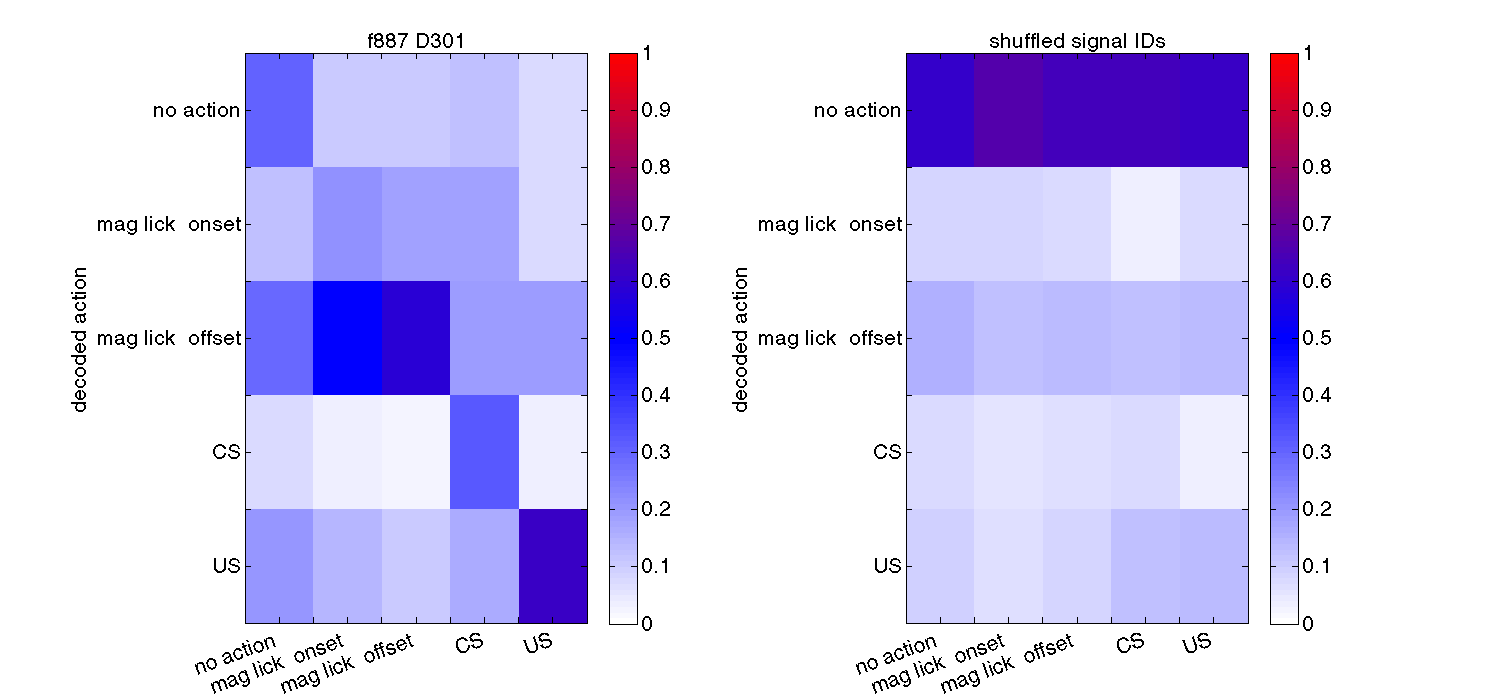 f887 D301
no action
mag lick  onset
mag lick  offset
CS
US
decoded action
no action
mag lick  onset
mag lick  offset
CS
US
1
0.9
0.8
0.7
0.6
0.5
0.4
0.3
0.2
0.1
0
shuffled signal IDs
no action
mag lick  onset
mag lick  offset
CS
US
decoded action
no action
mag lick  onset
mag lick  offset
CS
US
1
0.9
0.8
0.7
0.6
0.5
0.4
0.3
0.2
0.1
0